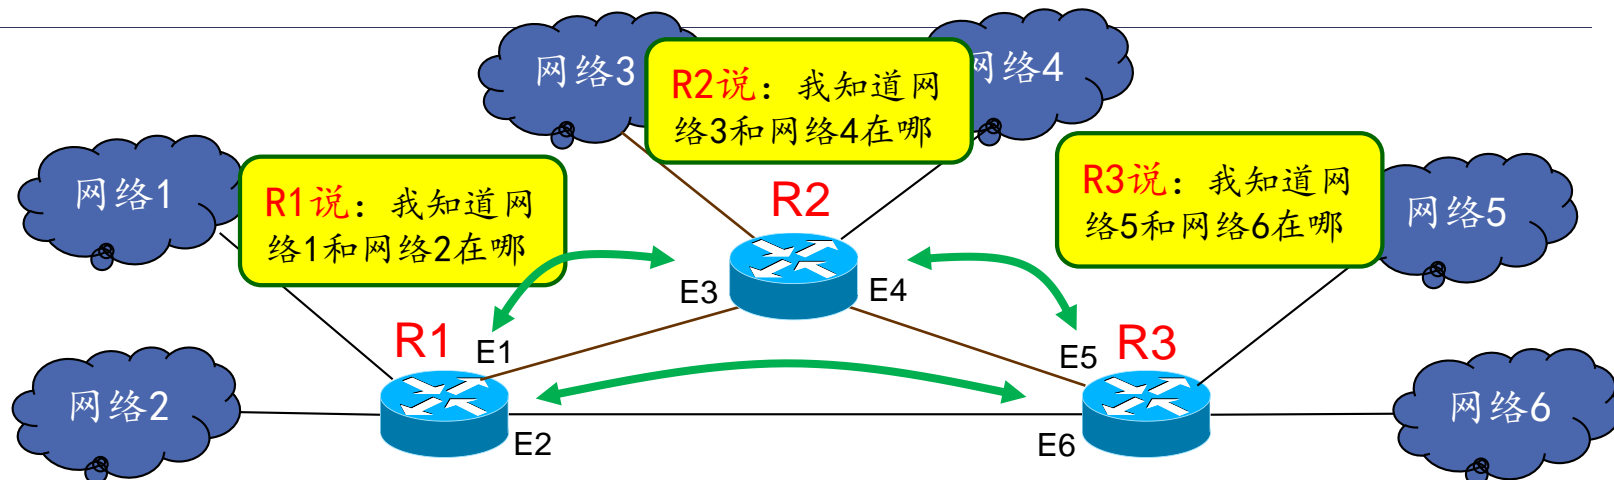 网络3
R2说：我知道网
络3和网络4在哪
网络4
网络1
R1说：我知道网
络1和网络2在哪
R2
R3说：我知道网
络5和网络6在哪
网络5
E3
E4
R1
E1
E5
R3
网络2
E2
E6
网络6